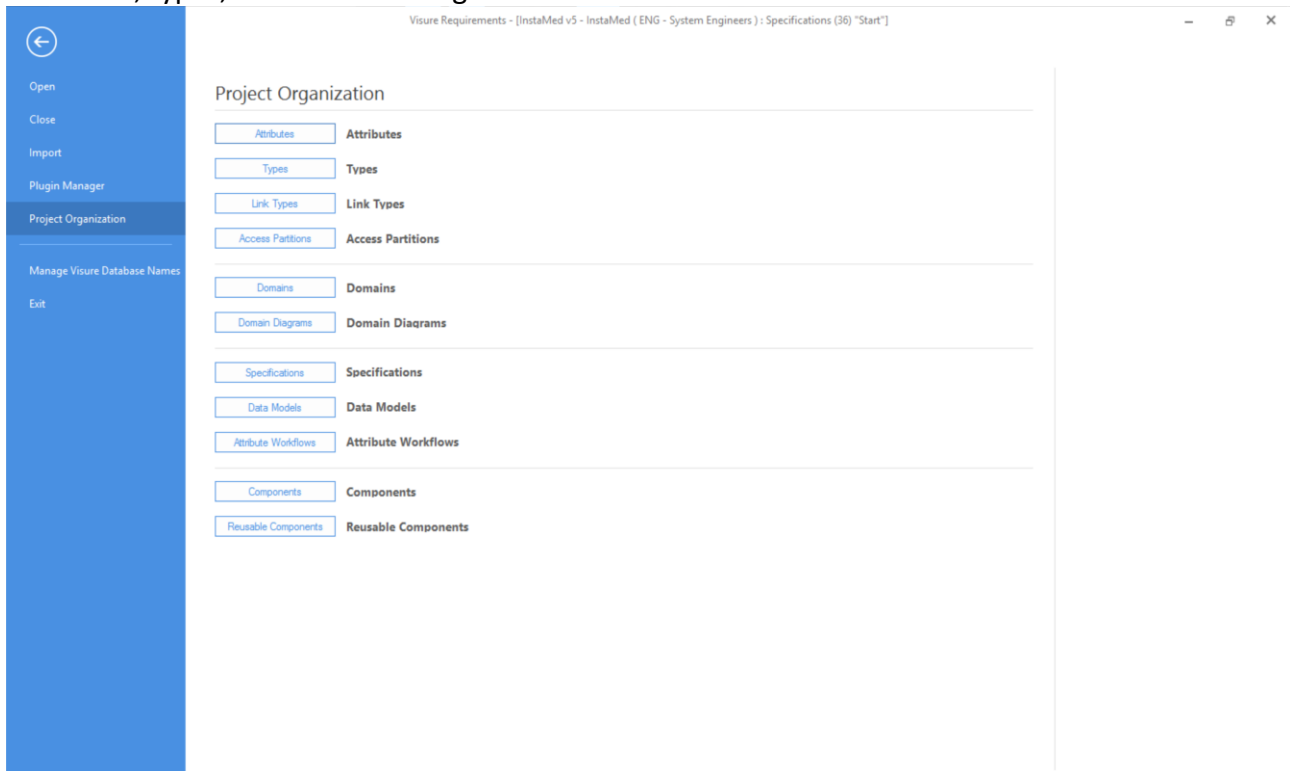 Visure Requirements - [InstaMed v5 - InstaMed ( ENG - System Engineers ) : Specifications (36) "Start"]
Open
Close
Import
Plugin Manager
Project Organization
Manage Visure Database Names
Exit
Project Organization
Attributes Attributes
Types Types
Link Types Link Types
Access Partitions Access Partitions
Domains Domains
Domain Diagrams Domain Diagrams
Specifications Specifications
Data Models Data Models
Attribute Workflows Attribute Workflows
Components Components
Reusable Components Reusable Components